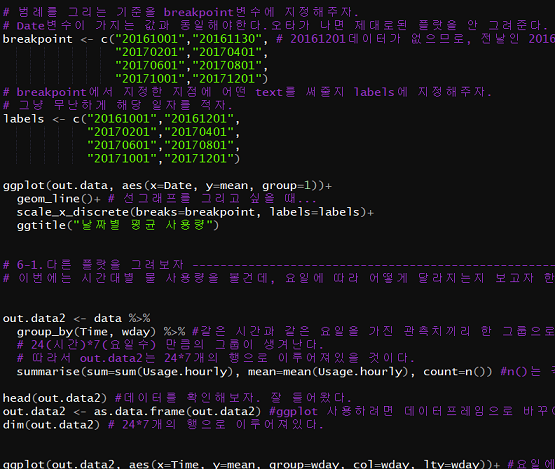 # 범례를 그리는 기준을 breakpoint변수에 지정해주자.
# Date변수이 가지는 값과 동일해야한다. 오타가 나면 제대로된 플랏을 안 그려준다.
breakpoint <- c("20161001","20161130", # 20161201데이터가 없으므로, 전날인 2016
"20170201","20170401",
"20170601","20170801",
"20171001","20171201")
# breakpoint에서 지정한 지점에 어떤 text를 써줄지 labels에 지정해주자.
# 그냥 무난하게 해당 일자를 적자.
labels <- c("20161001","20161201",
"20170201","20170401",
"20170601","20170801",
"20171001","20171201")
ggplot(out.data, aes(x=Date, y=mean, group=1))+
geom_line()+ # 선그래프를 그리고 싶을 때...
scale_x_discrete(breaks=breakpoint, labels=labels)+
ggtitle("날짜별 평균 사용량")
# 6-1.다른 플랏을 그려보자 ----------------------------------------------------
# 이번에는 시간대별 물 사용량을 볼건데, 요일에 따라 어떻게 달라지는지 보고자 한
out.data2 <- data %>%
group_by(Time, wday) %>% #같은 시간과 같은 요일을 가진 관측치끼리 한 그룹으로
# 24(시간)*7(요일수) 만큼의 그룹이 생겨난다.
# 따라서 out.data2는 24*7개의 행으로 이루어져있을 것이다.
summarise(sum=sum(Usage.hourly), mean=mean(Usage.hourly), count=n()) #n()는
head(out.data2) #데이터를 확인해보자. 잘 들어왔다.
out.data2 <- as.data.frame(out.data2) #ggplot 사용하려면 데이터프레임으로 바꾸어
dim(out.data2) # 24*7개의 행으로 이루어져있다.
ggplot(out.data2, aes(x=Time, y=mean, group=wday, col=wday, lty=wday))+ #요일에